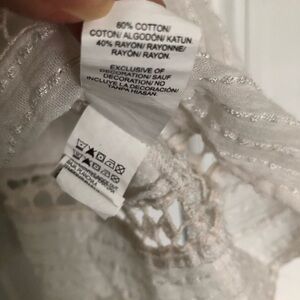 60% COTTON/
COTON/ ALGODÓN/ KATUN.
40% RAYON/ RAYONNE/
RAYÓN/ RAYON.
EXCLUSIVE OF
DECORATION/ SAUF
DÉCORATION/ NO
INCLUYE LA DECORACIÓN/
TANPA HIASAN.